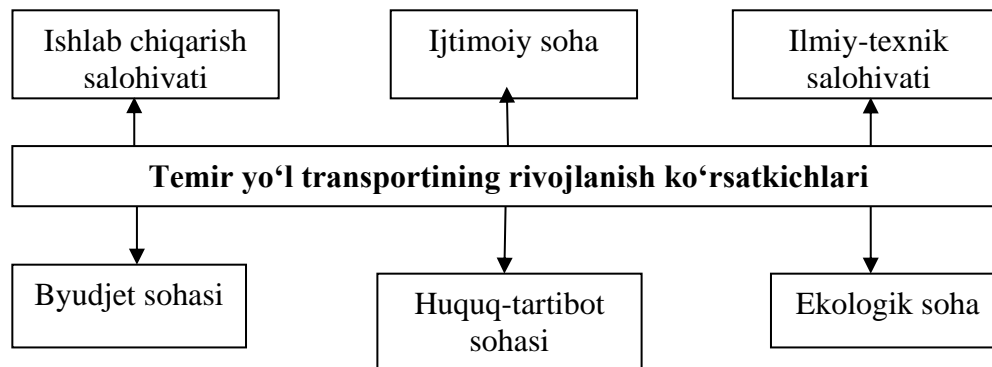 Ishlab chiqarish
salohivati
Ijtimoiy soha
Ilmiy-texnik
salohivati
Temir yo‘l transportining rivojlanish ko‘rsatkichlari
Byudjet sohasi
Huquq-tartibot
sohasi
Ekologik soha